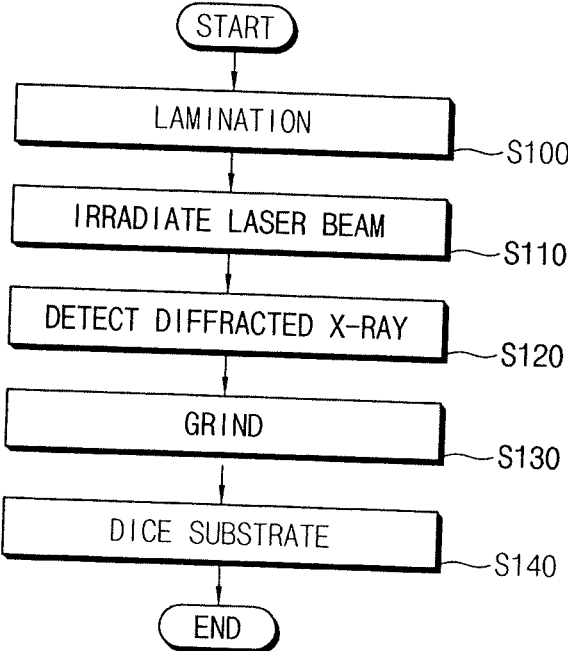 START
LAMINATION
S100
IRRADIATE LASER BEAM
S110
DETECT DIFFRACTED X-RAY
S120
GRIND
S130
DICE SUBSTRATE
S140
END